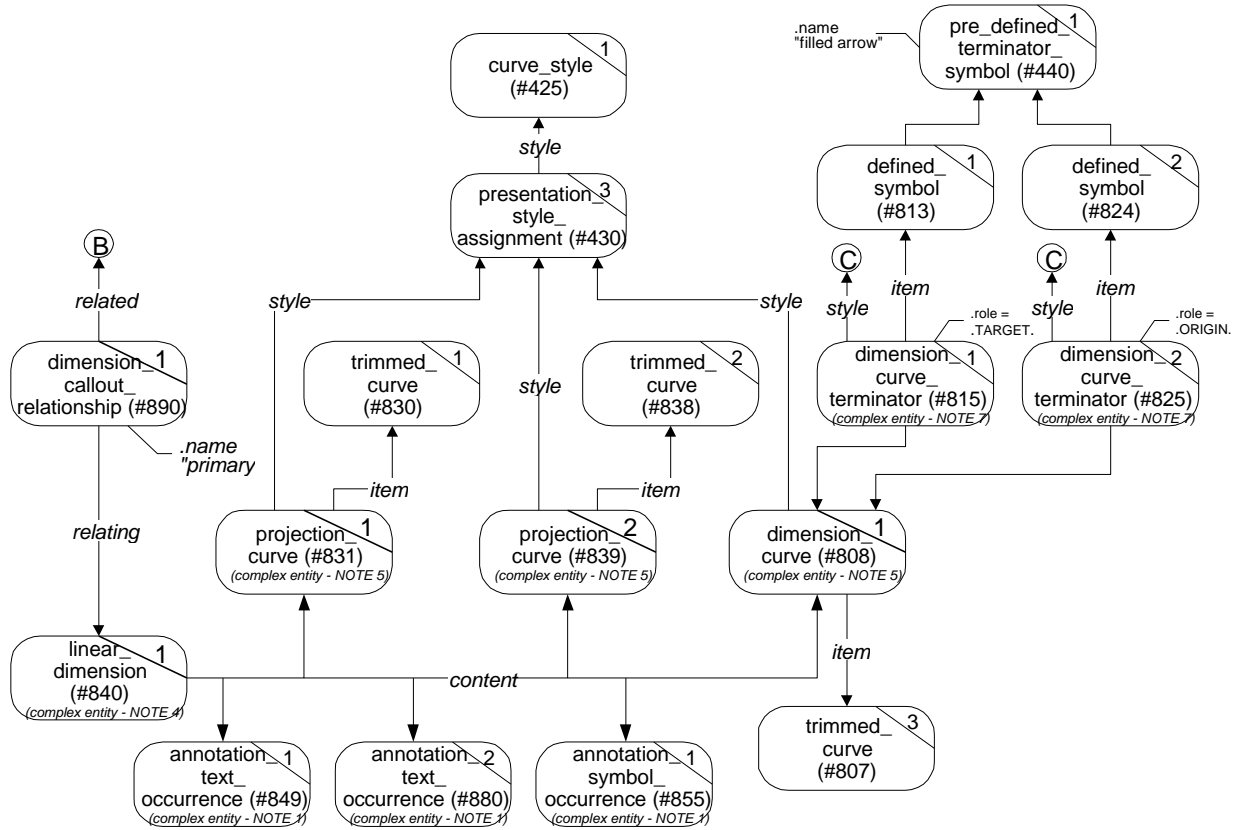 .name
"filled arrow"
pre_defined_ 1
terminator_
symbol (#440)
curve_style 1
(#425)
style
defined_ 1
symbol
(#813)
defined_ 2
symbol
(#824)
presentation_ 3
style_
assignment (#430)
B
C
C
related
style
style
style
item
style
item
.role =
.TARGET.
.role =
.ORIGIN.
dimension_ 1
callout_
relationship (#890)
trimmed_ 1
curve
(#830)
style
trimmed_ 2
curve
(#838)
dimension_ 1
curve_
terminator (#815)
(complex entity - NOTE 7)
dimension_ 2
curve_
terminator (#825)
(complex entity - NOTE 7)
.name
"primary
item
item
relating
projection_ 1
curve (#831)
(complex entity - NOTE 5)
projection_ 2
curve (#839)
(complex entity - NOTE 5)
dimension_ 1
curve (#808)
(complex entity - NOTE 5)
linear_ 1
dimension
(#840)
(complex entity - NOTE 4)
content
item
annotation_ 1
text_
occurrence (#849)
(complex entity - NOTE 1)
annotation_ 2
text_
occurrence (#880)
(complex entity - NOTE 1)
annotation_ 1
symbol_
occurrence (#855)
(complex entity - NOTE 1)
trimmed_ 3
curve
(#807)